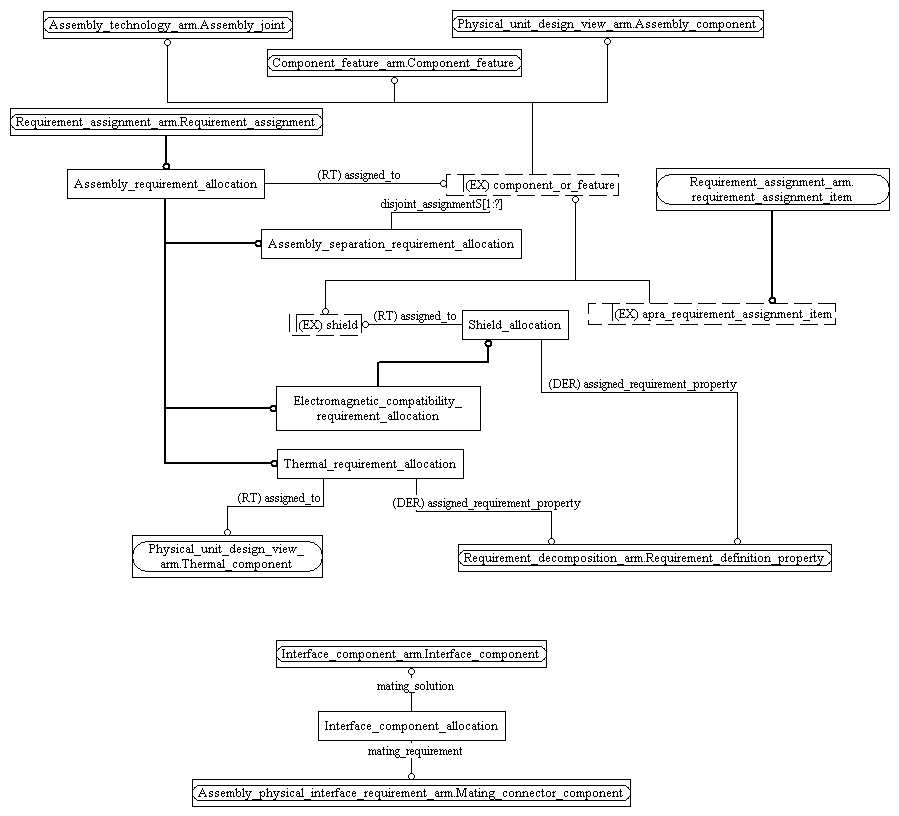 Assembly_technology_arm.Assembly_joint
Physical_unit_design_view_arm.Assembly_component
Component_feature_arm.Component_feature
Requirement_assignment_arm.Requirement_assignment
Assembly_requirement_allocation
(RT) assigned_to
(EX) component_or_feature
Requirement_assignment_arm.
requirement_assignment_item
disjoint_assignmentS[1:?]
Assembly_separation_requirement_allocation
(EX) shield
(RT) assigned_to
Shield_allocation
(EX) apra_requirement_assignment_item
(DER) assigned_requirement_property
Electromagnetic_compatibility_
requirement_allocation
Thermal_requirement_allocation
(RT) assigned_to
(DER) assigned_requirement_property
Physical_unit_design_view_
arm.Thermal_component
Requirement_decomposition_arm.Requirement_definition_property
Interface_component_arm.Interface_component
mating_solution
Interface_component_allocation
mating_requirement
Assembly_physical_interface_requirement_arm.Mating_connector_component